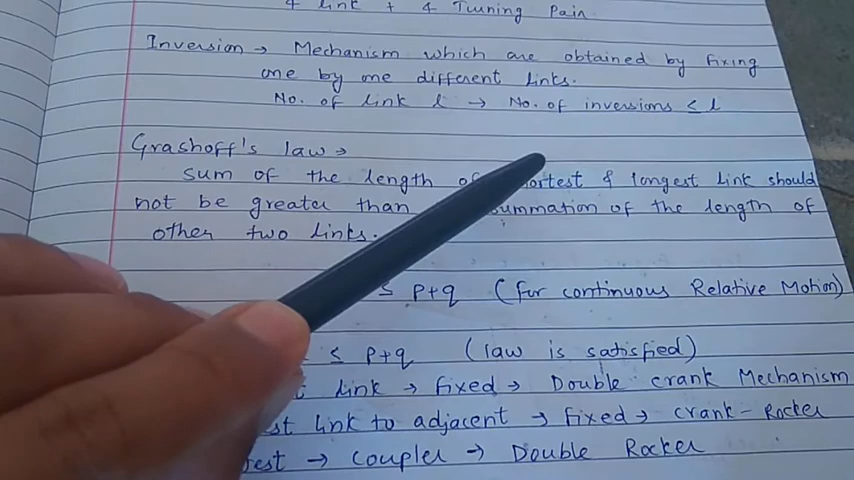 4 link + 4 Turning Pair
Inversion → Mechanism which are obtained by fixing
one by one different links.
No. of link l → No. of inversions ≤ l
Grashoff's law →
Sum of the length of & longest link should
not be greater than summation of the length of
other two links.
≤ p+q (for continuous Relative Motion)
≤ p+q (law is satisfied)
link → fixed → Double crank Mechanism
link to adjacent → fixed → crank-Rocker
→ coupler → Double Rocker